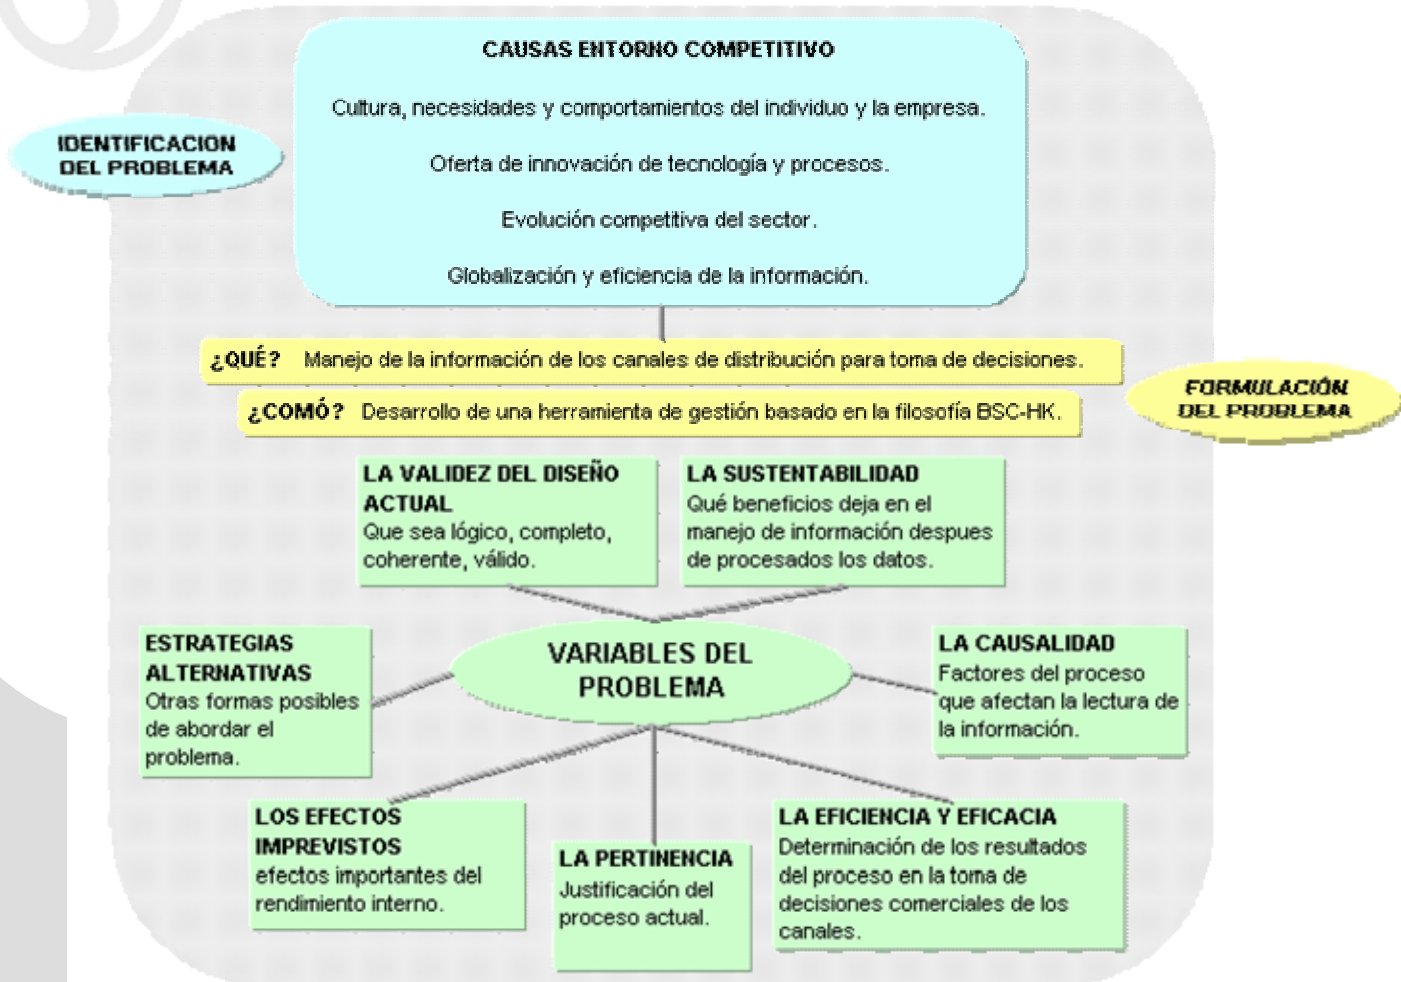 CAUSAS ENTORNO COMPETITIVO
Cultura, necesidades y comportamientos del individuo y la empresa.
Oferta de innovación de tecnología y procesos.
Evolución competitiva del sector.
Globalización y eficiencia de la información.
IDENTIFICACION
DEL PROBLEMA
¿QUÉ? Manejo de la información de los canales de distribución para toma de decisiones.
¿COMÓ? Desarrollo de una herramienta de gestión basado en la filosofía BSC-HK.
FORMULACIÓN
DEL PROBLEMA
LA VALIDEZ DEL DISEÑO
ACTUAL
Que sea lógico, completo,
coherente, válido.
LA SUSTENTABILIDAD
Qué beneficios deja en el
manejo de información despues
de procesados los datos.
ESTRATEGIAS
ALTERNATIVAS
Otras formas posibles
de abordar el
problema.
VARIABLES DEL
PROBLEMA
LA CAUSALIDAD
Factores del proceso
que afectan la lectura de
la información.
LOS EFECTOS
IMPREVISTOS
efectos importantes del
rendimiento interno.
LA PERTINENCIA
Justificación del
proceso actual.
LA EFICIENCIA Y EFICACIA
Determinación de los resultados
del proceso en la toma de
decisiones comerciales de los
canales.